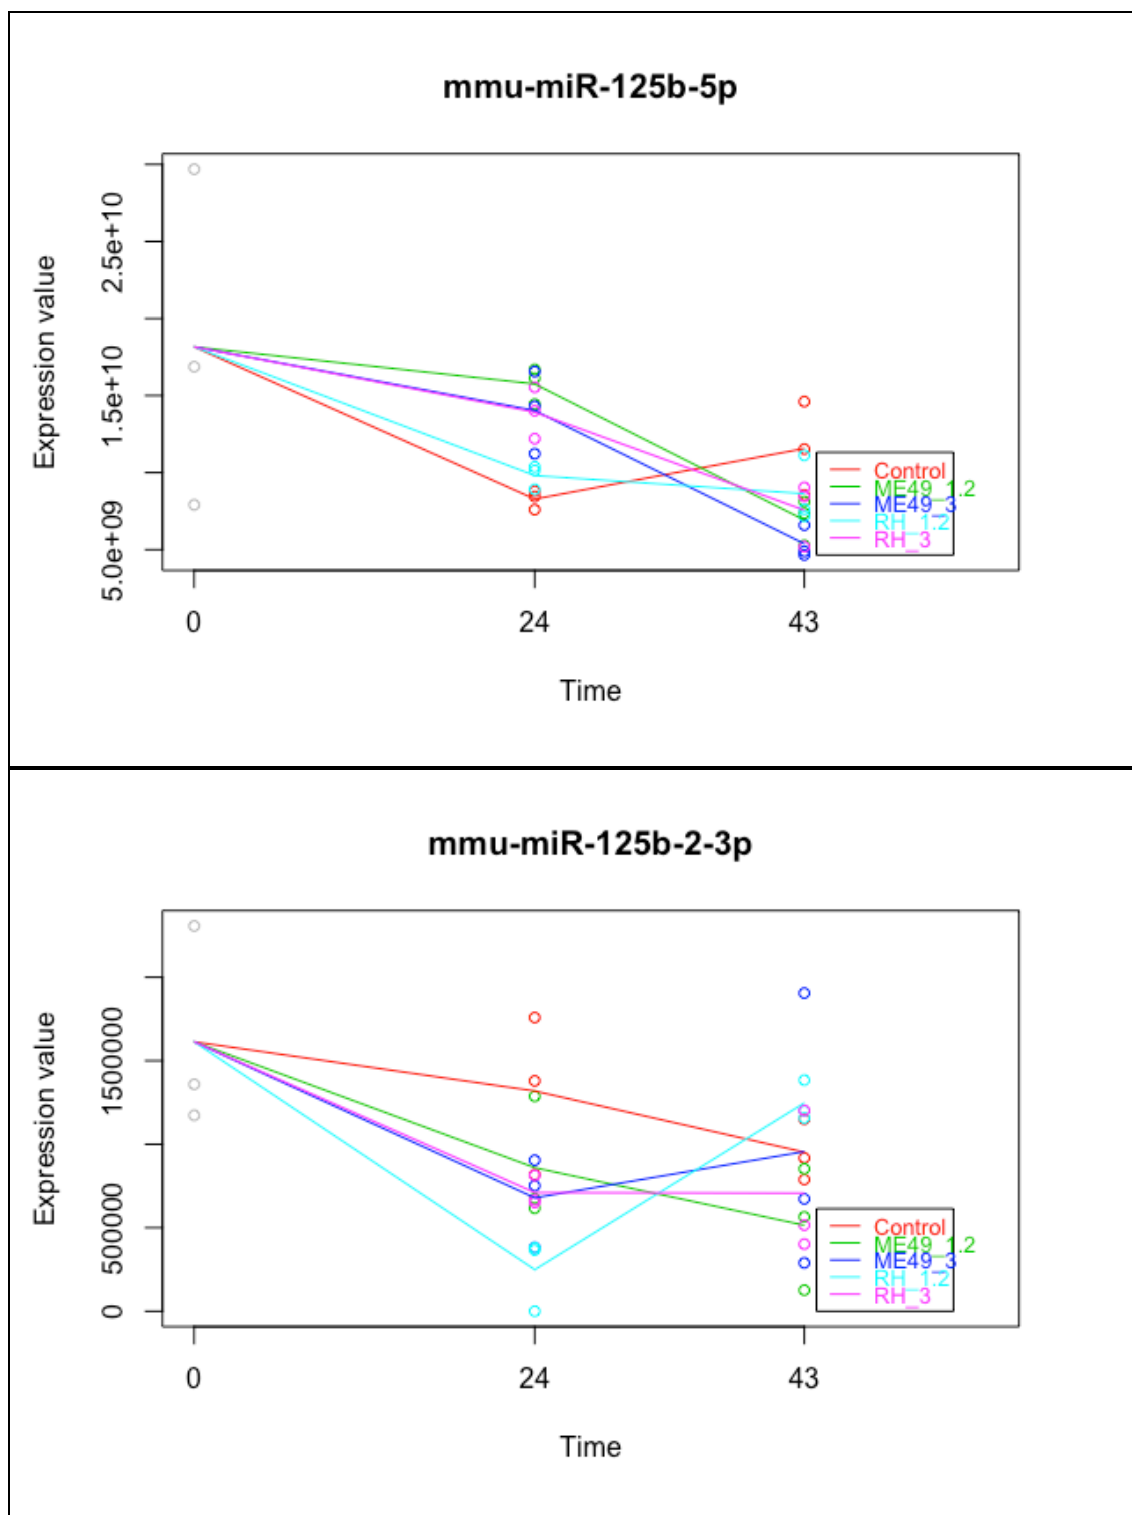 mmu-miR-125b-5p
Expression value
2.5e+10
1.5e+10
5.0e+09
Control
ME49_1.2
ME49_3
RH_1.2
RH_3
0 24 43
Time
mmu-miR-125b-2-3p
Expression value
1500000
500000
0
Control
ME49_1.2
ME49_3
RH_1.2
RH_3
0 24 43
Time